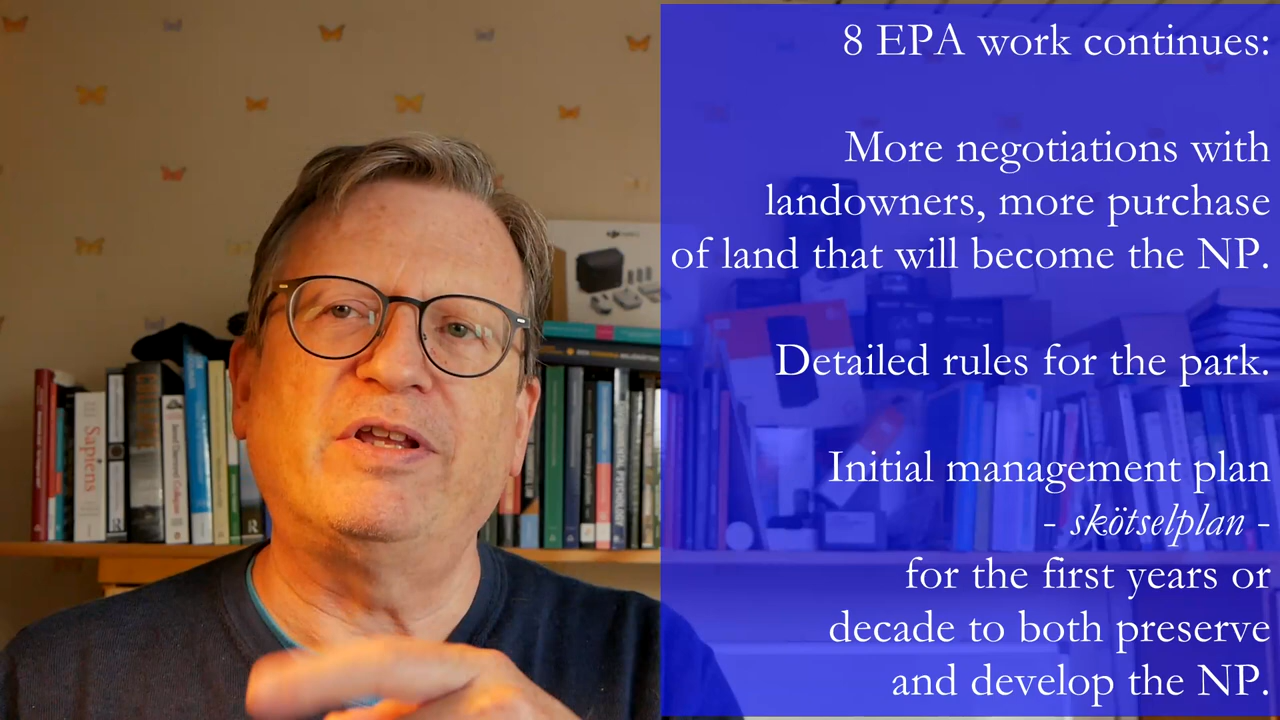 8 EPA work continues:
More negotiations with
landowners, more purchase
of land that will become the NP.
Detailed rules for the park.
Initial management plan
- skötselplan -
for the first years or
decade to both preserve
and develop the NP.
Sapiens